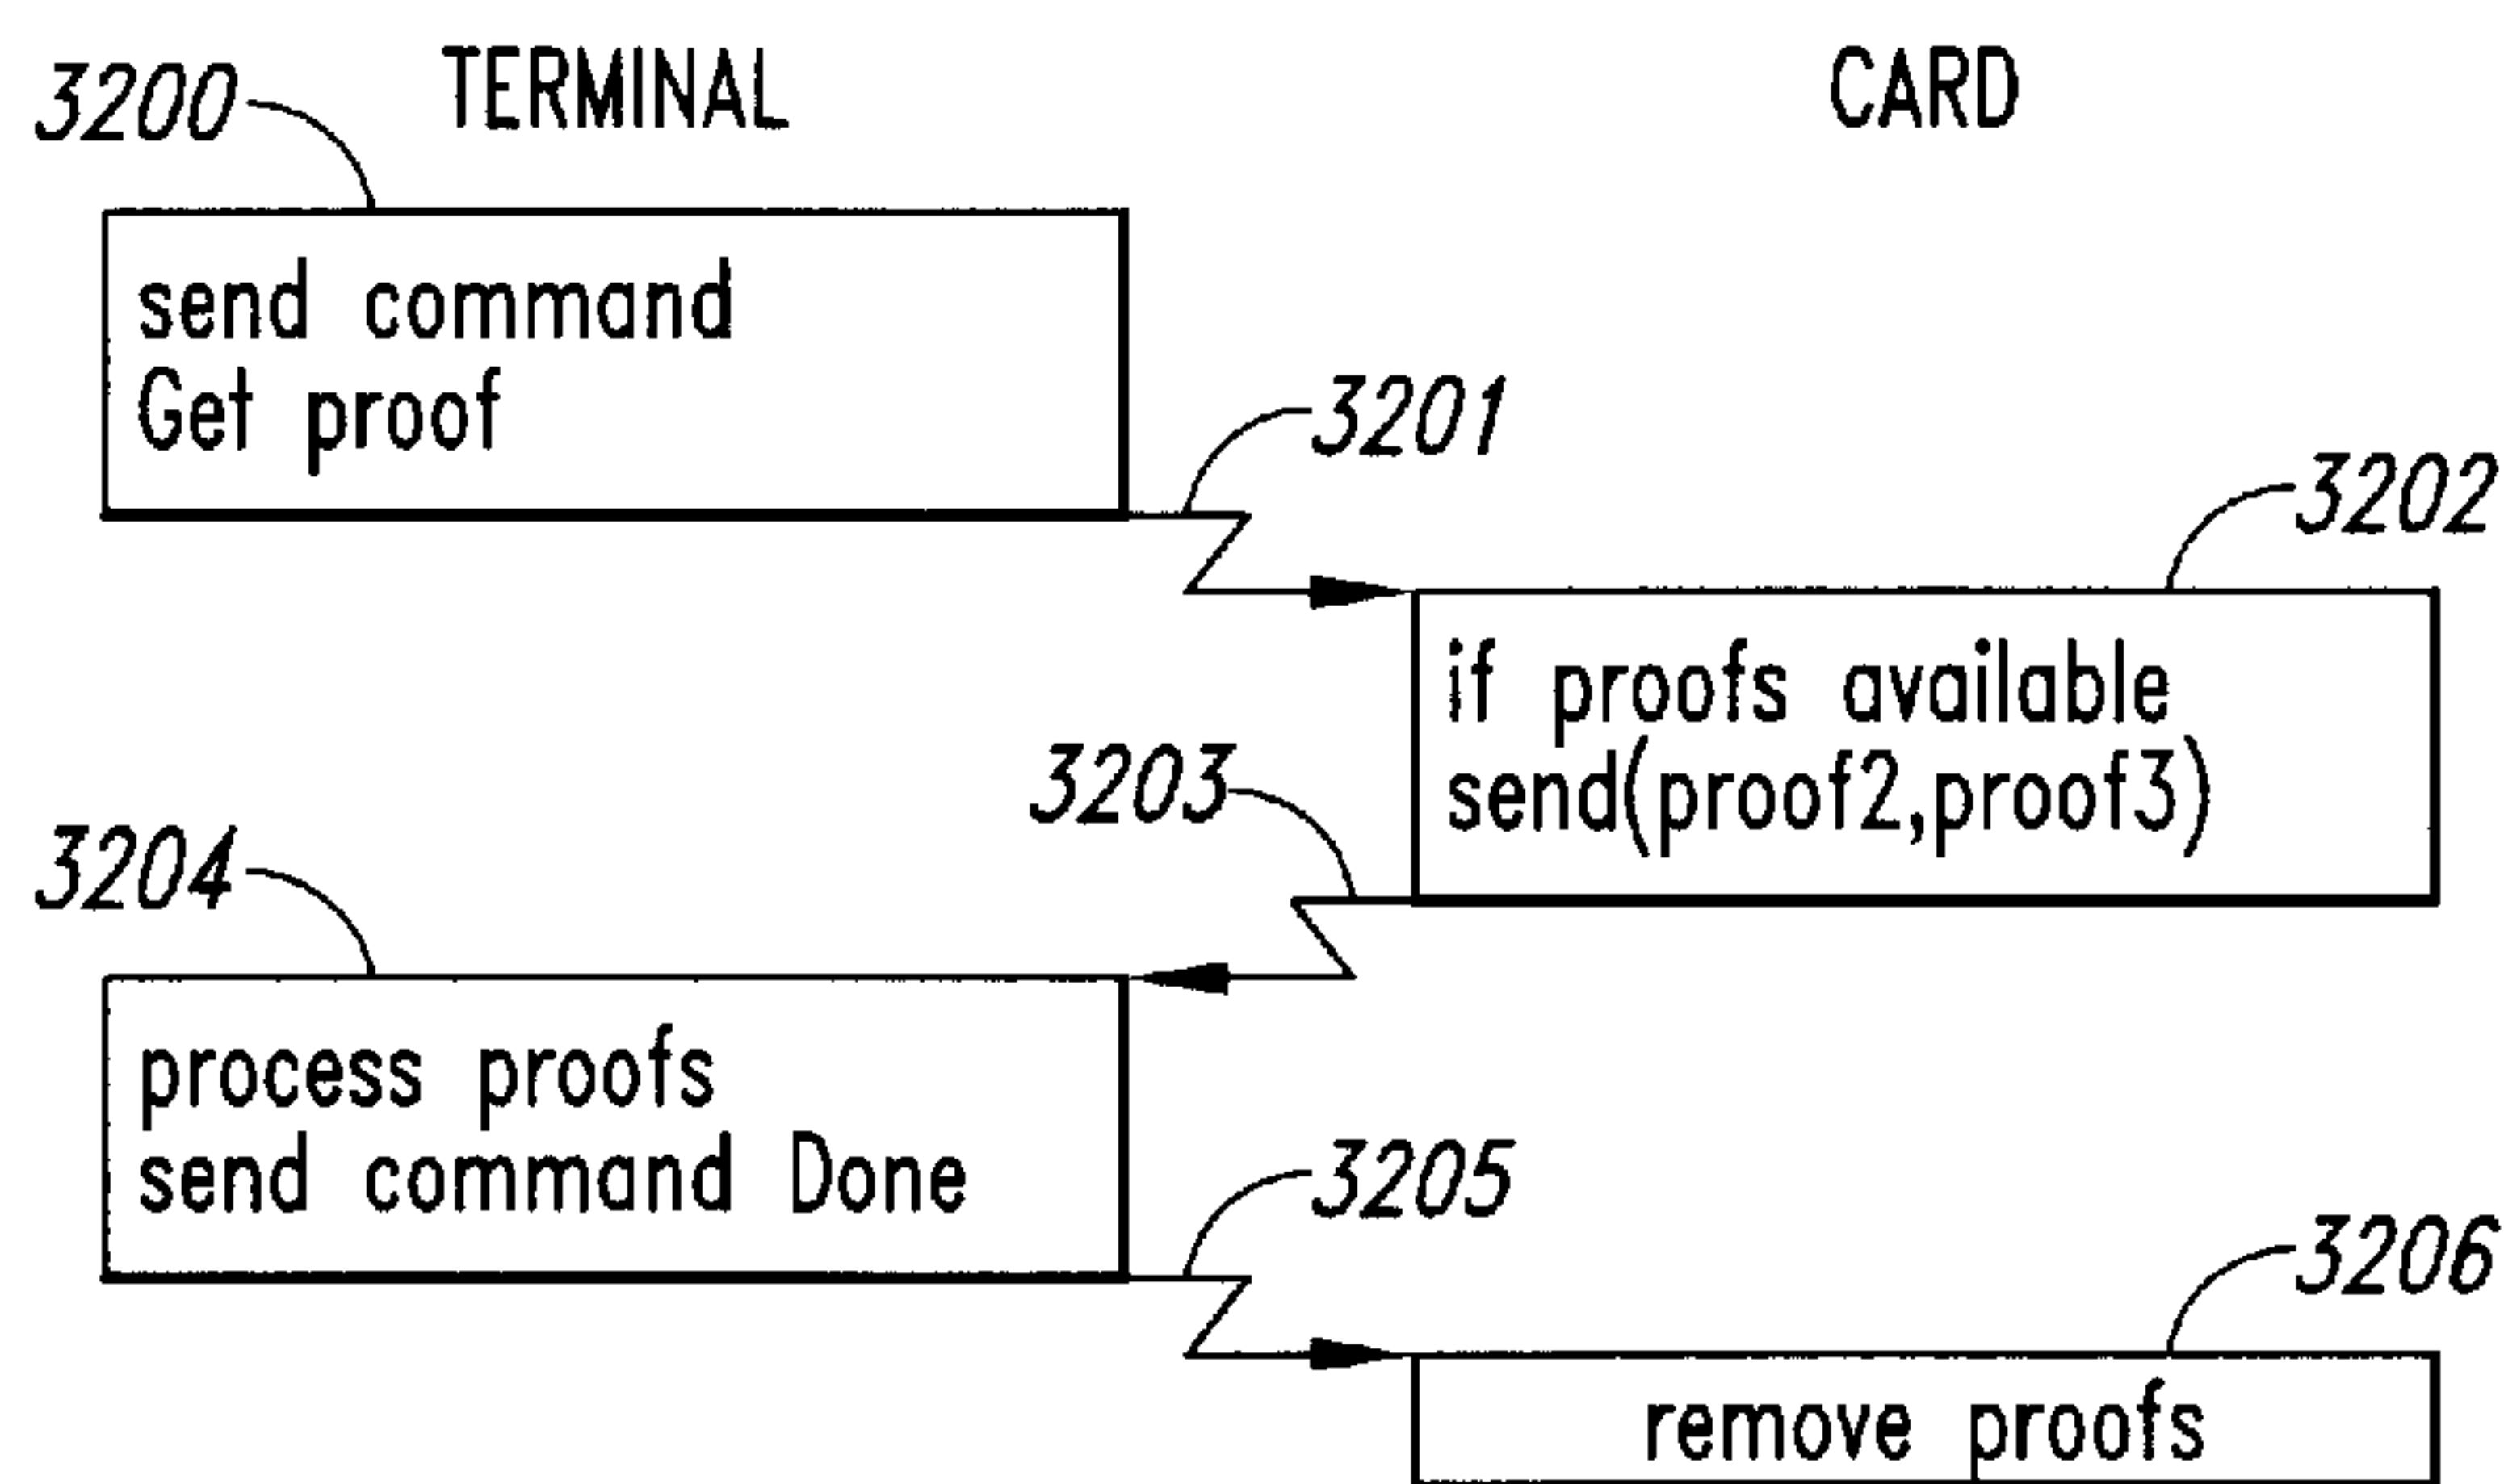 3200
TERMINAL
CARD
send command
Get proof
3201
3202
if proofs available
send(proof2,proof3)
3203
3204
process proofs
send command Done
3205
3206
remove proofs